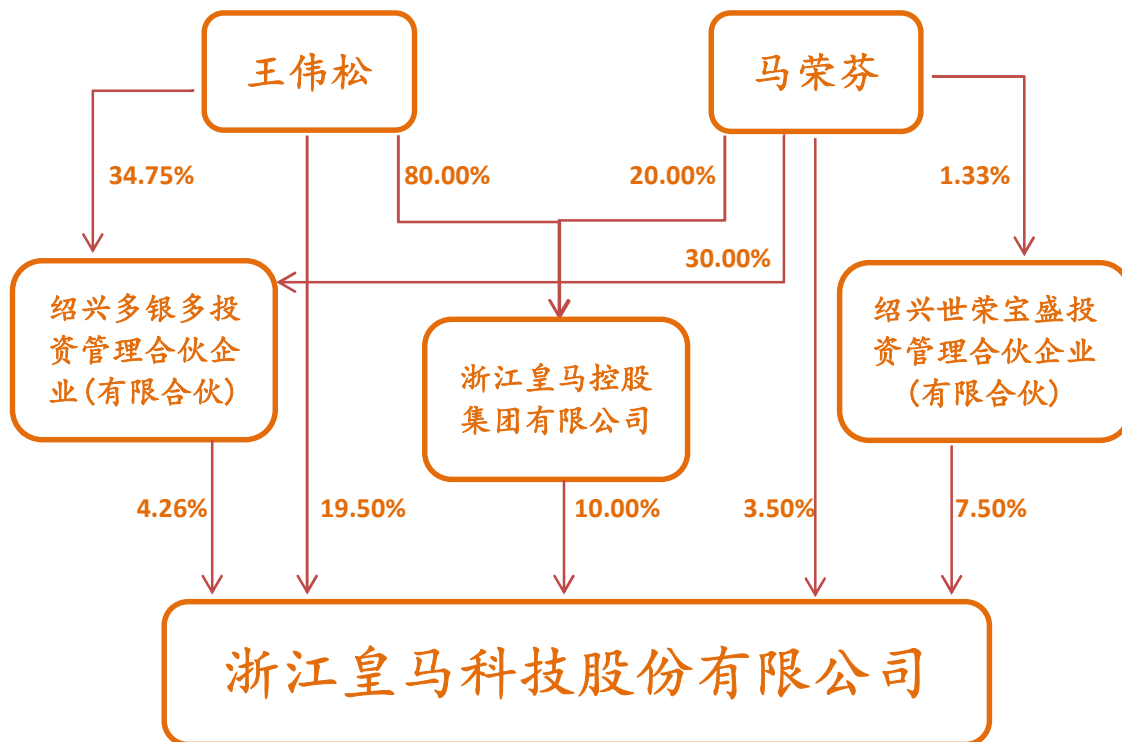 王伟松
马荣芬
34.75%
80.00%
20.00%
1.33%
30.00%
绍兴多银多投
资管理合伙企
业(有限合伙)
浙江皇马控股
集团有限公司
绍兴世荣宝盛投
资管理合伙企业
(有限合伙)
4.26%
19.50%
10.00%
3.50%
7.50%
浙江皇马科技股份有限公司